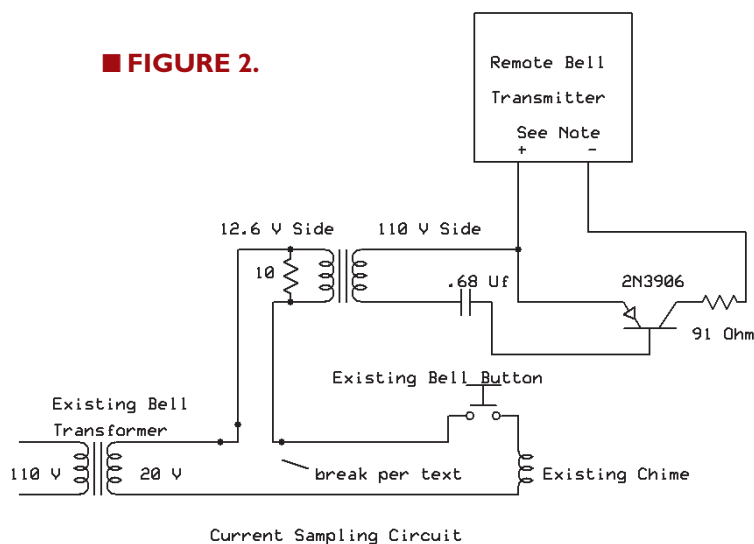 ■ FIGURE 2.
Remote Bell
Transmitter
See Note
+ -
12.6 V Side
110 V Side
10
.68 Uf
2N3906
91 Ohm
Existing Bell Button
Existing Bell
Transformer
110 V
20 V
break per text
Existing Chime
Current Sampling Circuit